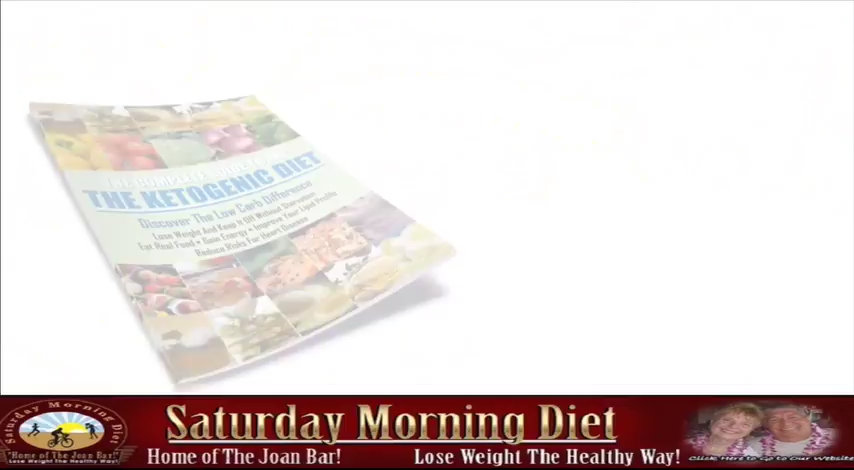 THE COMPLETE
THE KETOGENIC DIET
Discover The Low Carb Difference
Lose Weight And Keep It Off Without Starvation
Eat Real Food • Gain Energy • Improve Your Lipid Profile
Reduce Risks For Heart Disease
Saturday Morning Diet
"Home of The Joan Bar!"
Lose Weight The Healthy Way!
Saturday Morning Diet
Home of The Joan Bar!
Lose Weight The Healthy Way!
Click Here to Go to Our Website